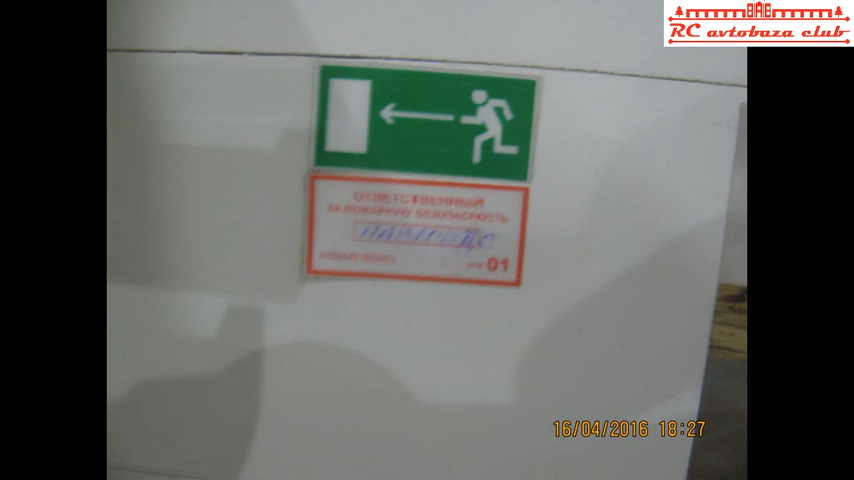 RC avtobaza club
ОТВЕТСТВЕННЫЙ
ЗА ПОЖАРНУЮ БЕЗОПАСНОСТЬ
01
16/04/2016 18:27